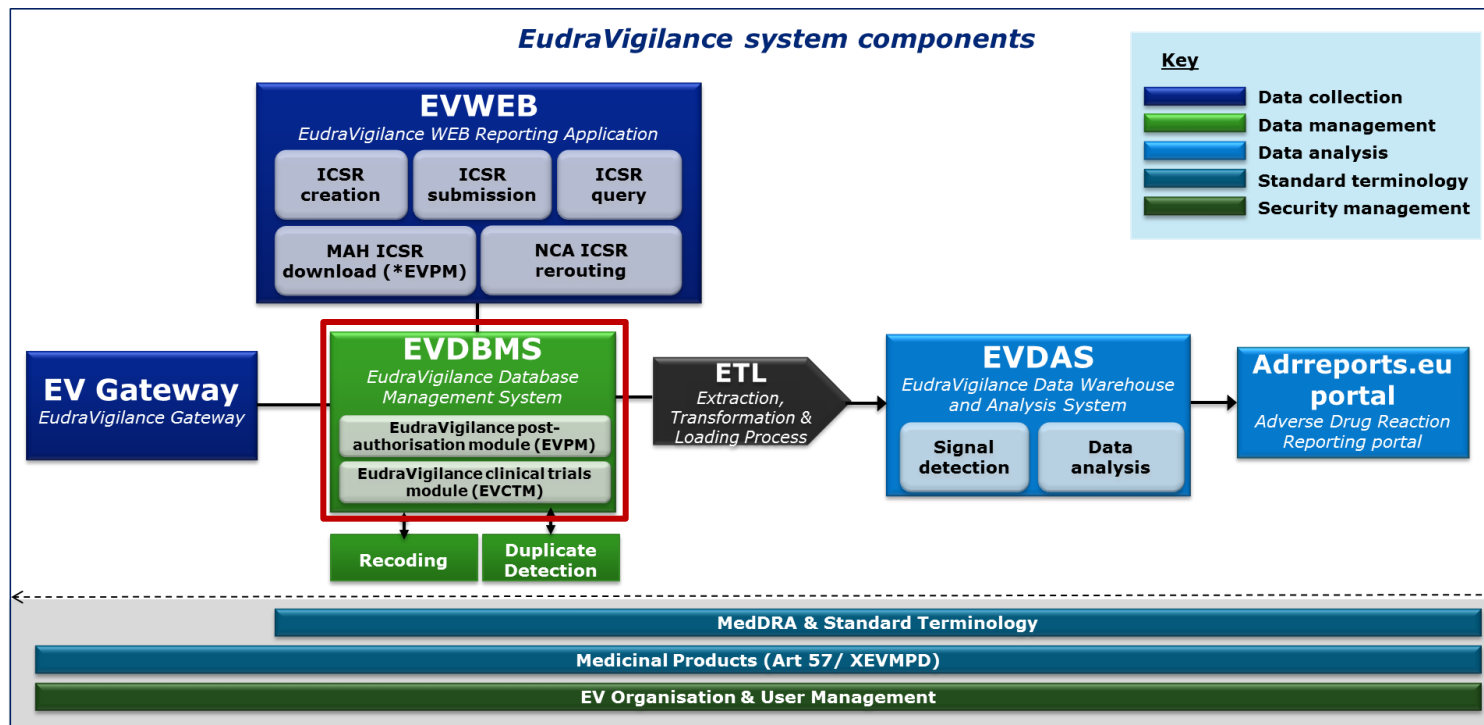 EudraVigilance system components
Key
Data collection
Data management
Data analysis
Standard terminology
Security management
EVWEB
EudraVigilance WEB Reporting Application
ICSR
creation
ICSR
submission
ICSR
query
MAH ICSR
download (*EVPM)
NCA ICSR
rerouting
EV Gateway
EudraVigilance Gateway
EVDBMS
EudraVigilance Database
Management System
EudraVigilance post-
authorisation module (EVPM)
EudraVigilance clinical trials
module (EVCTM)
Recoding
Duplicate
Detection
ETL
Extraction,
Transformation &
Loading Process
EVDAS
EudraVigilance Data Warehouse
and Analysis System
Signal
detection
Data
analysis
Adrreports.eu
portal
Adverse Drug Reaction
Reporting portal
MedDRA & Standard Terminology
Medicinal Products (Art 57/ XEVMPD)
EV Organisation & User Management